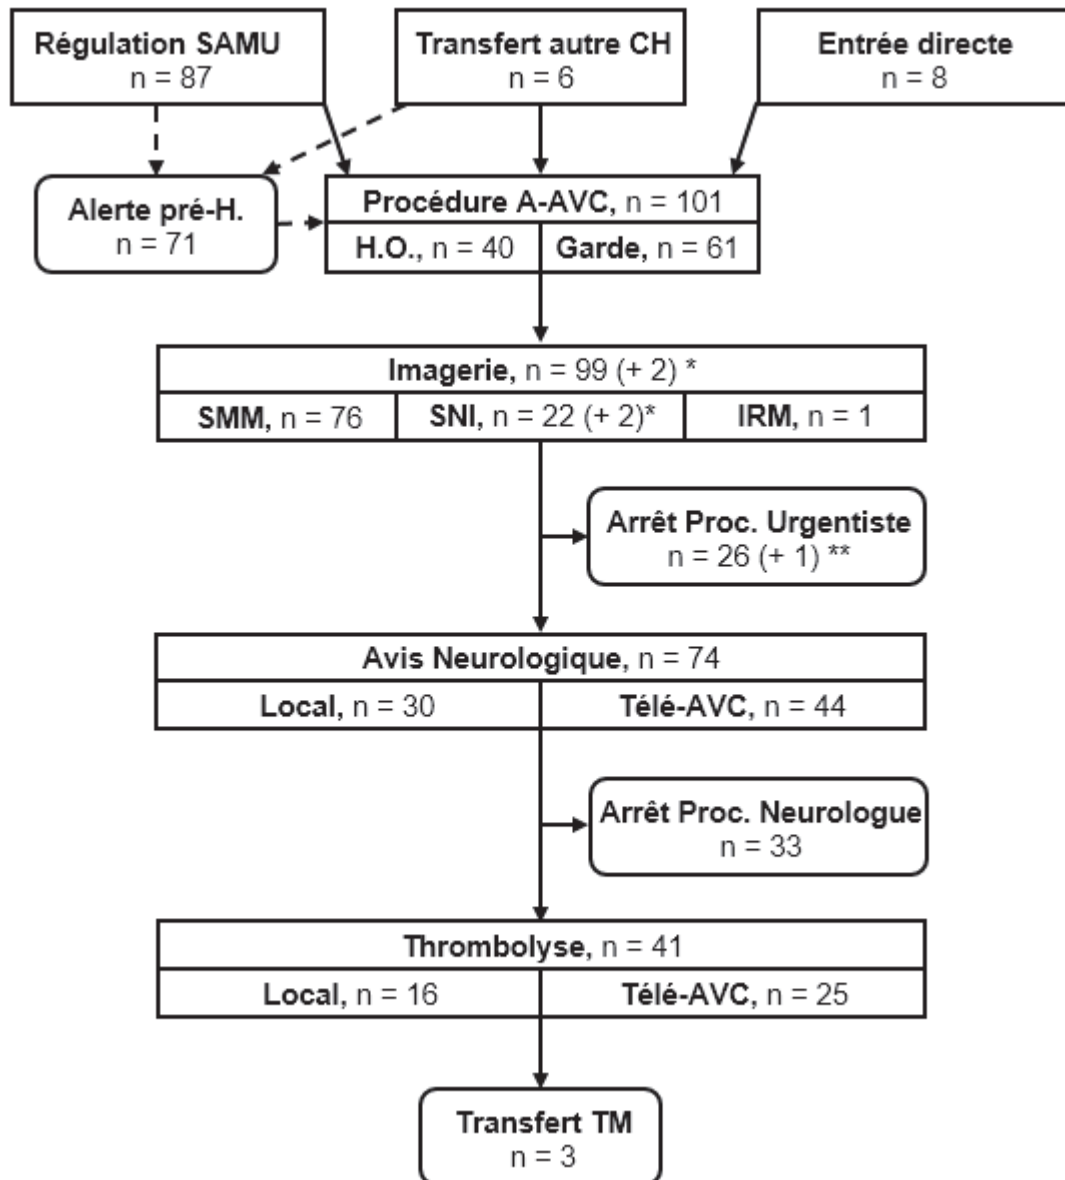 Régulation SAMU
n = 87
Transfert autre CH
n = 6
Entrée directe
n = 8
Alerte pré-H.
n = 71
Procédure A-AVC, n = 101
H.O., n = 40
Garde, n = 61
Imagerie, n = 99 (+ 2) *
SMM, n = 76
SNI, n = 22 (+ 2)*
IRM, n = 1
Arrêt Proc. Urgentiste
n = 26 (+ 1) **
Avis Neurologique, n = 74
Local, n = 30
Télé-AVC, n = 44
Arrêt Proc. Neurologue
n = 33
Thrombolyse, n = 41
Local, n = 16
Télé-AVC, n = 25
Transfert TM
n = 3